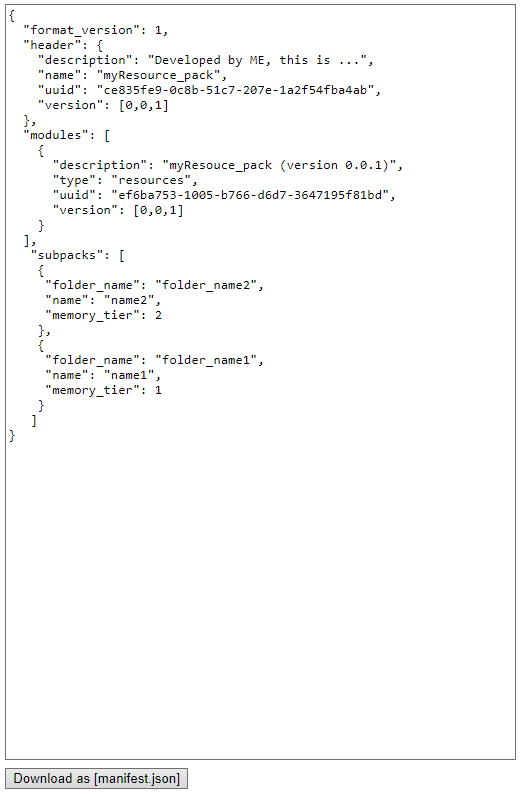 {
  "format_version": 1,
  "header": {
    "description": "Developed by ME, this is ...",
    "name": "myResource_pack",
    "uuid": "ce835fe9-0c8b-51c7-207e-1a2f54fba4ab",
    "version": [0,0,1]
  },
  "modules": [
    {
      "description": "myResouce_pack (version 0.0.1)",
      "type": "resources",
      "uuid": "ef6ba753-1005-b766-d6d7-3647195f81bd",
      "version": [0,0,1]
    }
  ],
   "subpacks": [
    {
     "folder_name": "folder_name2",
     "name": "name2",
     "memory_tier": 2
    },
    {
     "folder_name": "folder_name1",
     "name": "name1",
     "memory_tier": 1
    }
   ]
}
Download as [manifest.json]